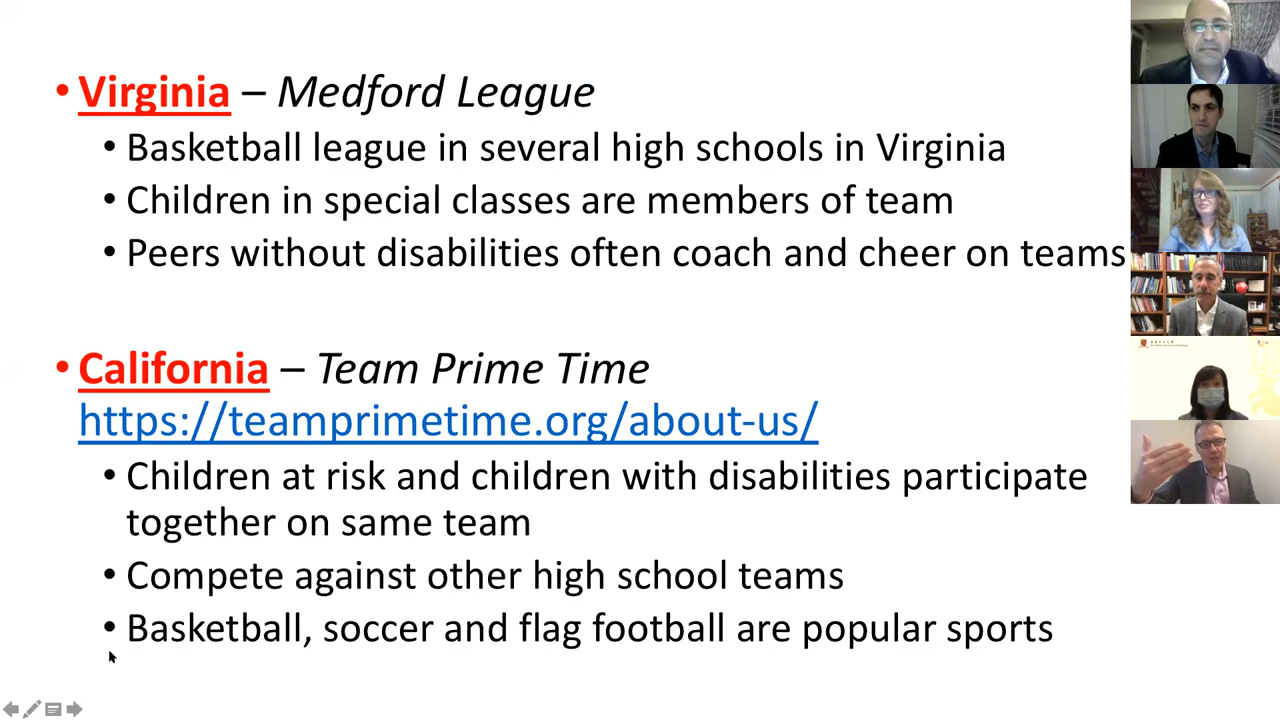 • Virginia – Medford League
• Basketball league in several high schools in Virginia
• Children in special classes are members of team
• Peers without disabilities often coach and cheer on teams
• California – Team Prime Time
https://teamprimetime.org/about-us/
• Children at risk and children with disabilities participate
together on same team
• Compete against other high school teams
• Basketball, soccer and flag football are popular sports